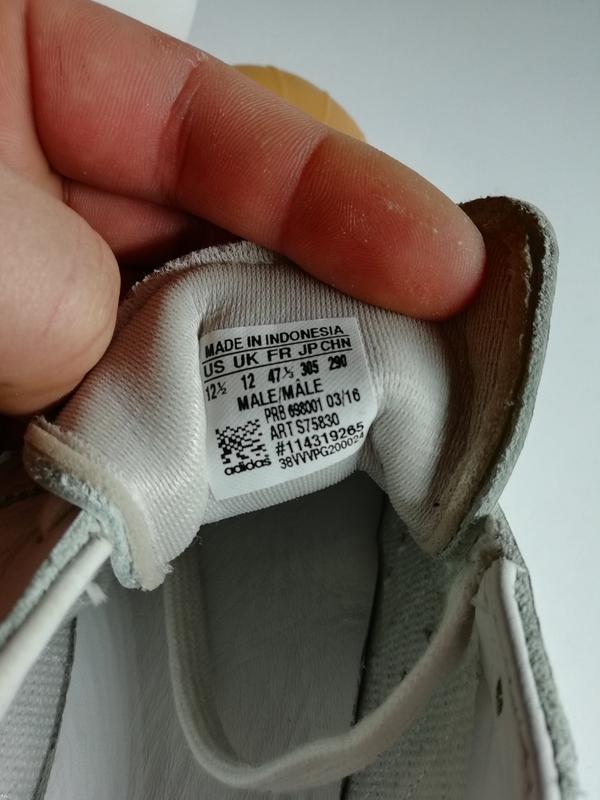 MADE IN INDONESIA
US UK FR JP CHN
12½ 12 47⅓ 305 290
MALE/MÂLE
PRB 698001 03/16
ART S75830
#114319265
adidas 38VVVPG200024